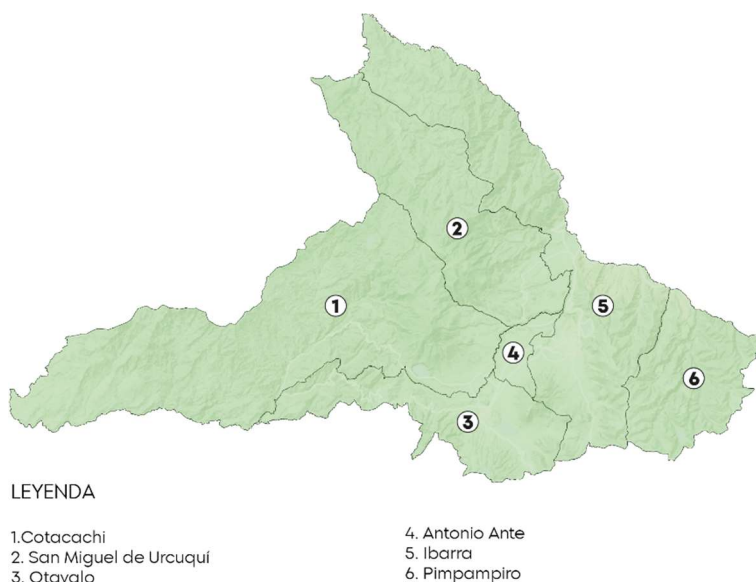 2
1
5
4
6
3
LEYENDA
1.Cotacachi
2. San Miguel de Urcuquí
3. Otavalo
4. Antonio Ante
5. Ibarra
6. Pimpampiro